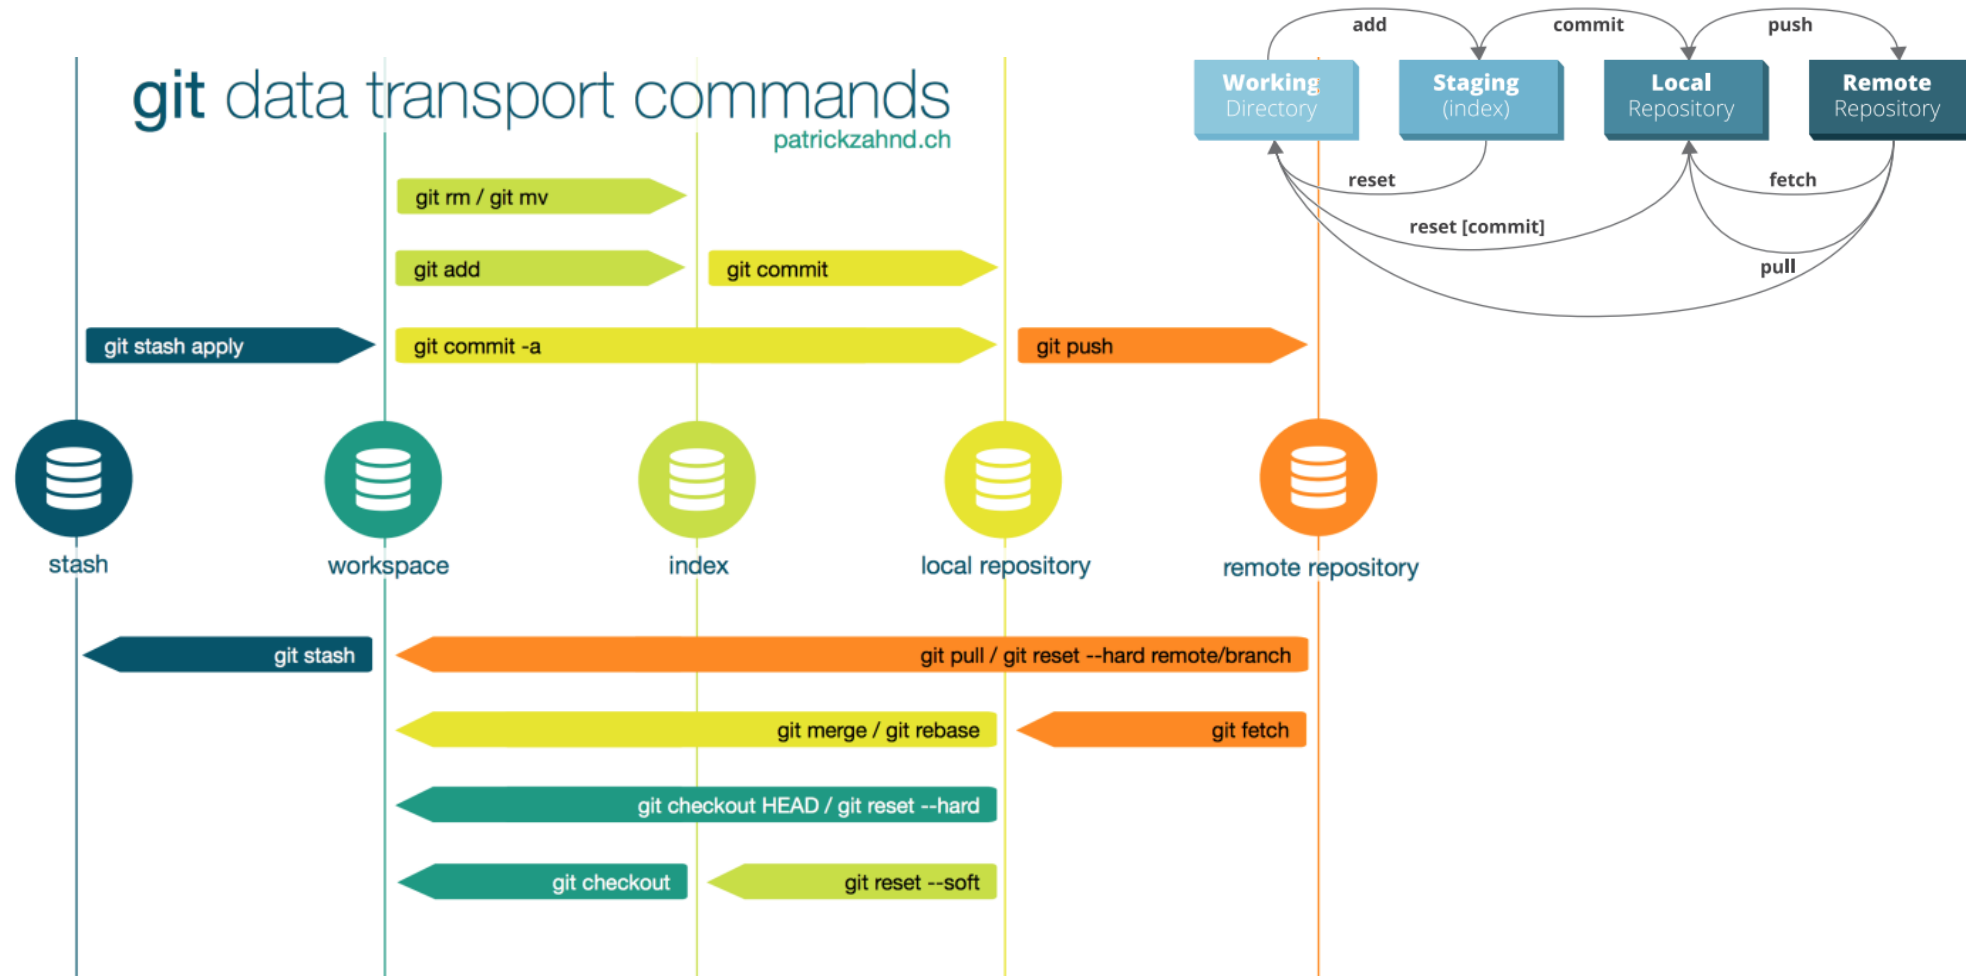 add
commit
push
git data transport commands
patrickzahnd.ch
Working
Directory
Staging
(index)
Local
Repository
Remote
Repository
reset
fetch
reset [commit]
pull
git rm / git mv
git add
git commit
git stash apply
git commit -a
git push
stash
workspace
index
local repository
remote repository
git stash
git pull / git reset --hard remote/branch
git merge / git rebase
git fetch
git checkout HEAD / git reset --hard
git checkout
git reset --soft